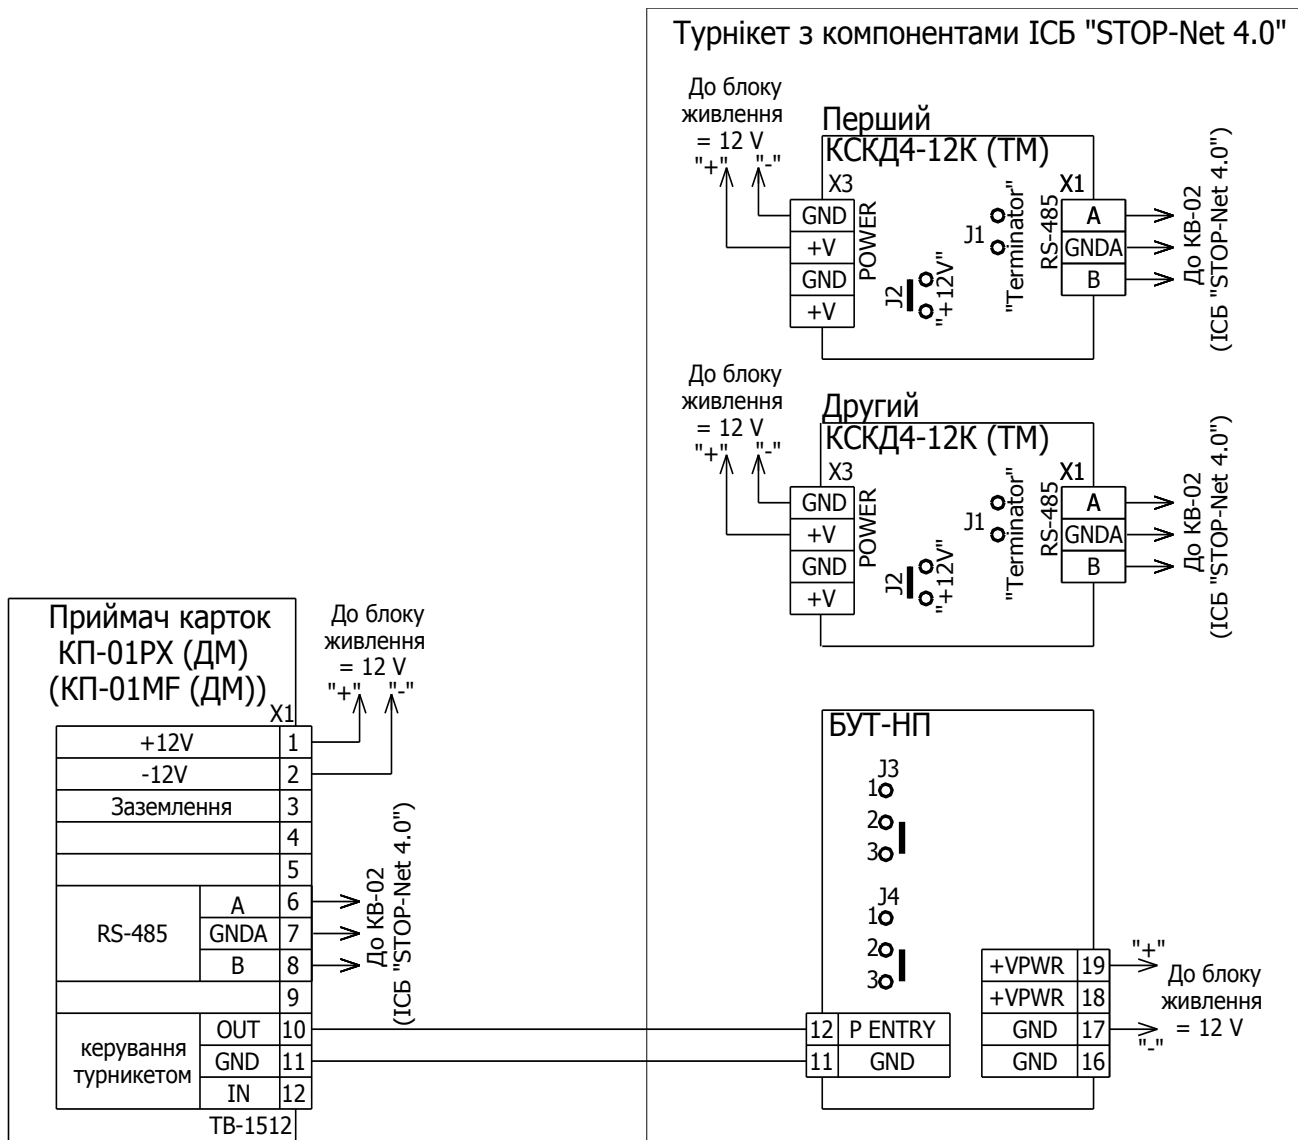 Турнікет з компонентами ІСБ "STOP-Net 4.0"
До блоку
живлення
= 12 V
"+" "-"
Перший
КСКД4-12К (ТМ)
X3
GND
+V
GND
+V
POWER
J2
"+12V"
J1
"Terminator"
RS-485
X1
A
GNDA
B
До КВ-02
(ІСБ "STOP-Net 4.0")
До блоку
живлення
= 12 V
"+" "-"
Другий
КСКД4-12К (ТМ)
X3
GND
+V
GND
+V
POWER
J2
"+12V"
J1
"Terminator"
RS-485
X1
A
GNDA
B
До КВ-02
(ІСБ "STOP-Net 4.0")
Приймач карток
КП-01РХ (ДМ)
(КП-01MF (ДМ))
До блоку
живлення
= 12 V
"+" "-"
X1
+12V 1
-12V 2
Заземлення 3
4
5
RS-485
A 6
GNDA 7
B 8
9
керування
турникетом
OUT 10
GND 11
IN 12
TB-1512
До КВ-02
(ІСБ "STOP-Net 4.0")
БУТ-НП
J3
1
2
3
J4
1
2
3
12 P ENTRY
11 GND
+VPWR 19
+VPWR 18
GND 17
GND 16
"+"
До блоку
живлення
= 12 V
"-"